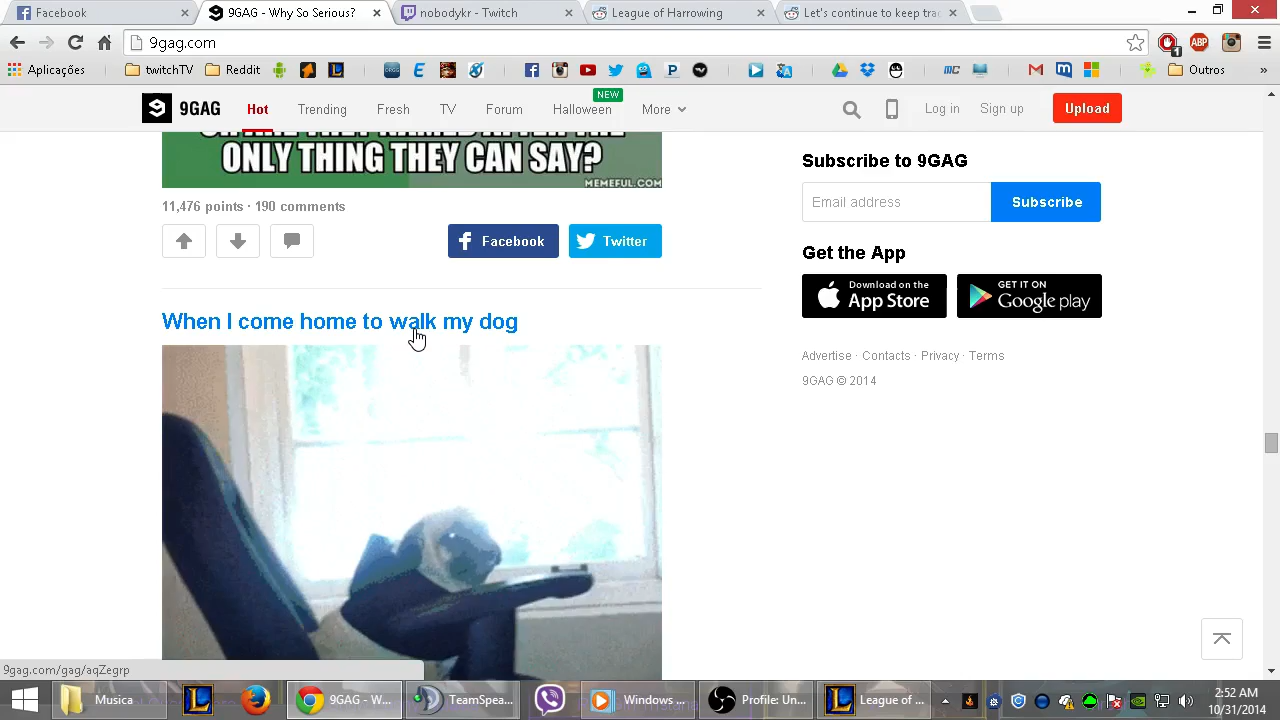 Facebook
9GAG - Why So Serious?
nobodykr - Twitch
League of Harrowing
Let's continue to keep trac
9gag.com
Aplicações
twitchTV
Reddit
Outros
9GAG
Hot
Trending
Fresh
TV
Forum
Halloween
NEW
More
Log in
Sign up
Upload
ONLY THING THEY CAN SAY?
MEMEFUL.COM
11,476 points · 190 comments
Facebook
Twitter
When I come home to walk my dog
Subscribe to 9GAG
Email address
Subscribe
Get the App
Download on the
App Store
GET IT ON
Google play
Advertise · Contacts · Privacy · Terms
9GAG © 2014
9gag.com/gag/aqZegrp
Musica
9GAG - W...
TeamSpea...
Windows ...
Profile: Un...
League of ...
2:52 AM
10/31/2014